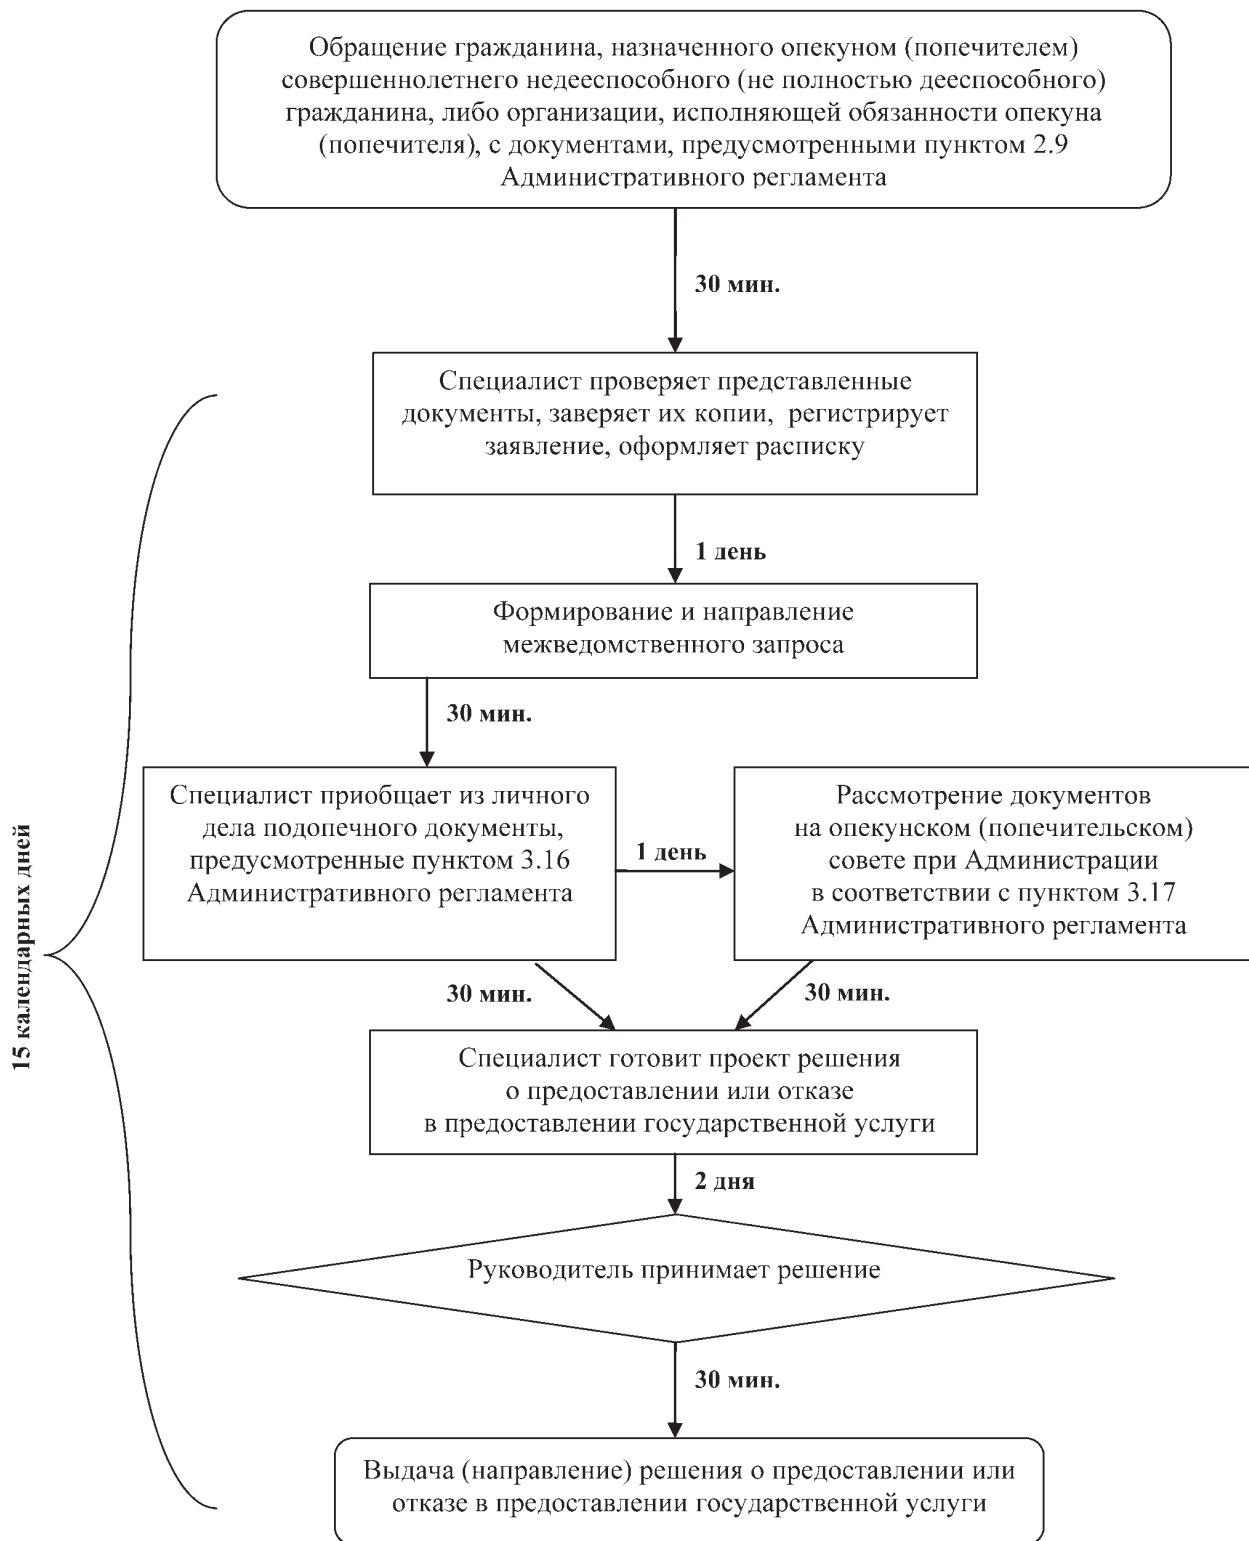 Обращение гражданина, назначенного опекуном (попечителем)
совершеннолетнего недееспособного (не полностью дееспособного)
гражданина, либо организации, исполняющей обязанности опекуна
(попечителя), с документами, предусмотренными пунктом 2.9
Административного регламента
30 мин.
Специалист проверяет представленные
документы, заверяет их копии, регистрирует
заявление, оформляет расписку
1 день
Формирование и направление
межведомственного запроса
30 мин.
Специалист приобщает из личного
дела подопечного документы,
предусмотренные пунктом 3.16
Административного регламента
1 день
Рассмотрение документов
на опекунском (попечительском)
совете при Администрации
в соответствии с пунктом 3.17
Административного регламента
15 календарных дней
30 мин.
30 мин.
Специалист готовит проект решения
о предоставлении или отказе
в предоставлении государственной услуги
2 дня
Руководитель принимает решение
30 мин.
Выдача (направление) решения о предоставлении или
отказе в предоставлении государственной услуги